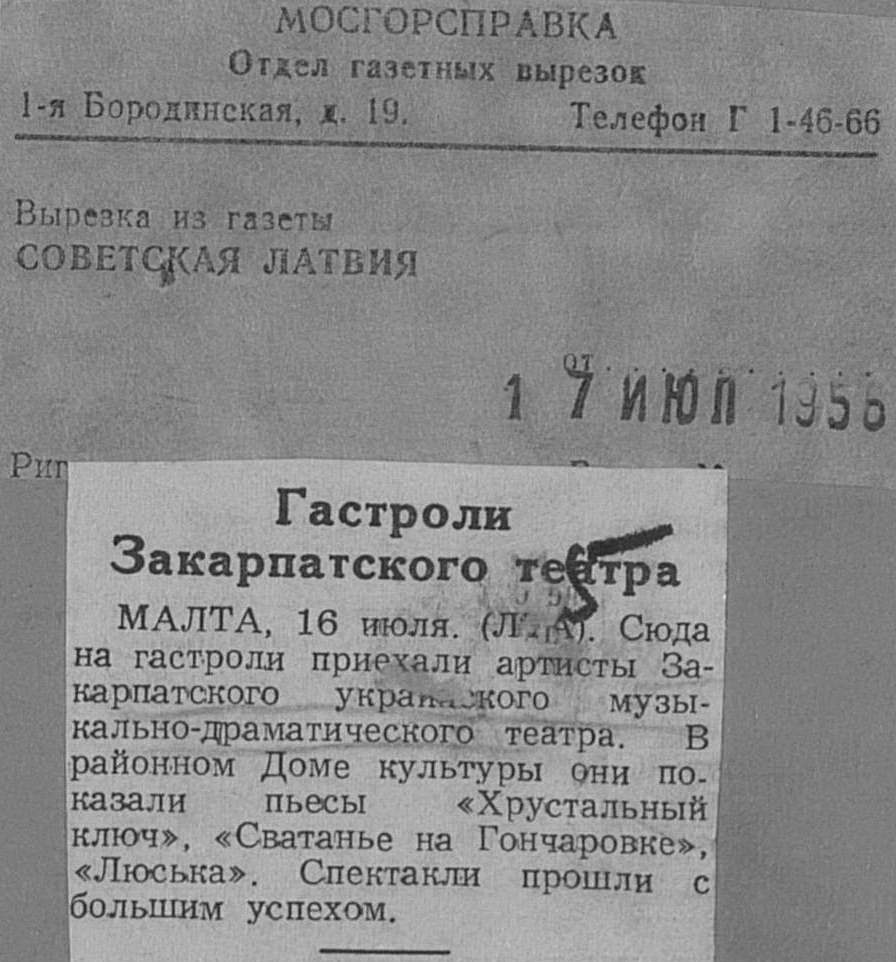 МОСГОРСПРАВКА
Отдел газетных вырезок
1-я Бородинская, д. 19. Телефон Г 1-46-66
Вырезка из газеты
СОВЕТСКАЯ ЛАТВИЯ
от
17 ИЮЛ 1956
Гастроли
Закарпатского театра
МАЛТА, 16 июля. Сюда
на гастроли приехали артисты За-
карпатского украинского музы-
кально-драматического театра. В
районном Доме культуры они по-
казали пьесы «Хрустальный
ключ», «Сватанье на Гончаровке»,
«Люська». Спектакли прошли с
большим успехом.